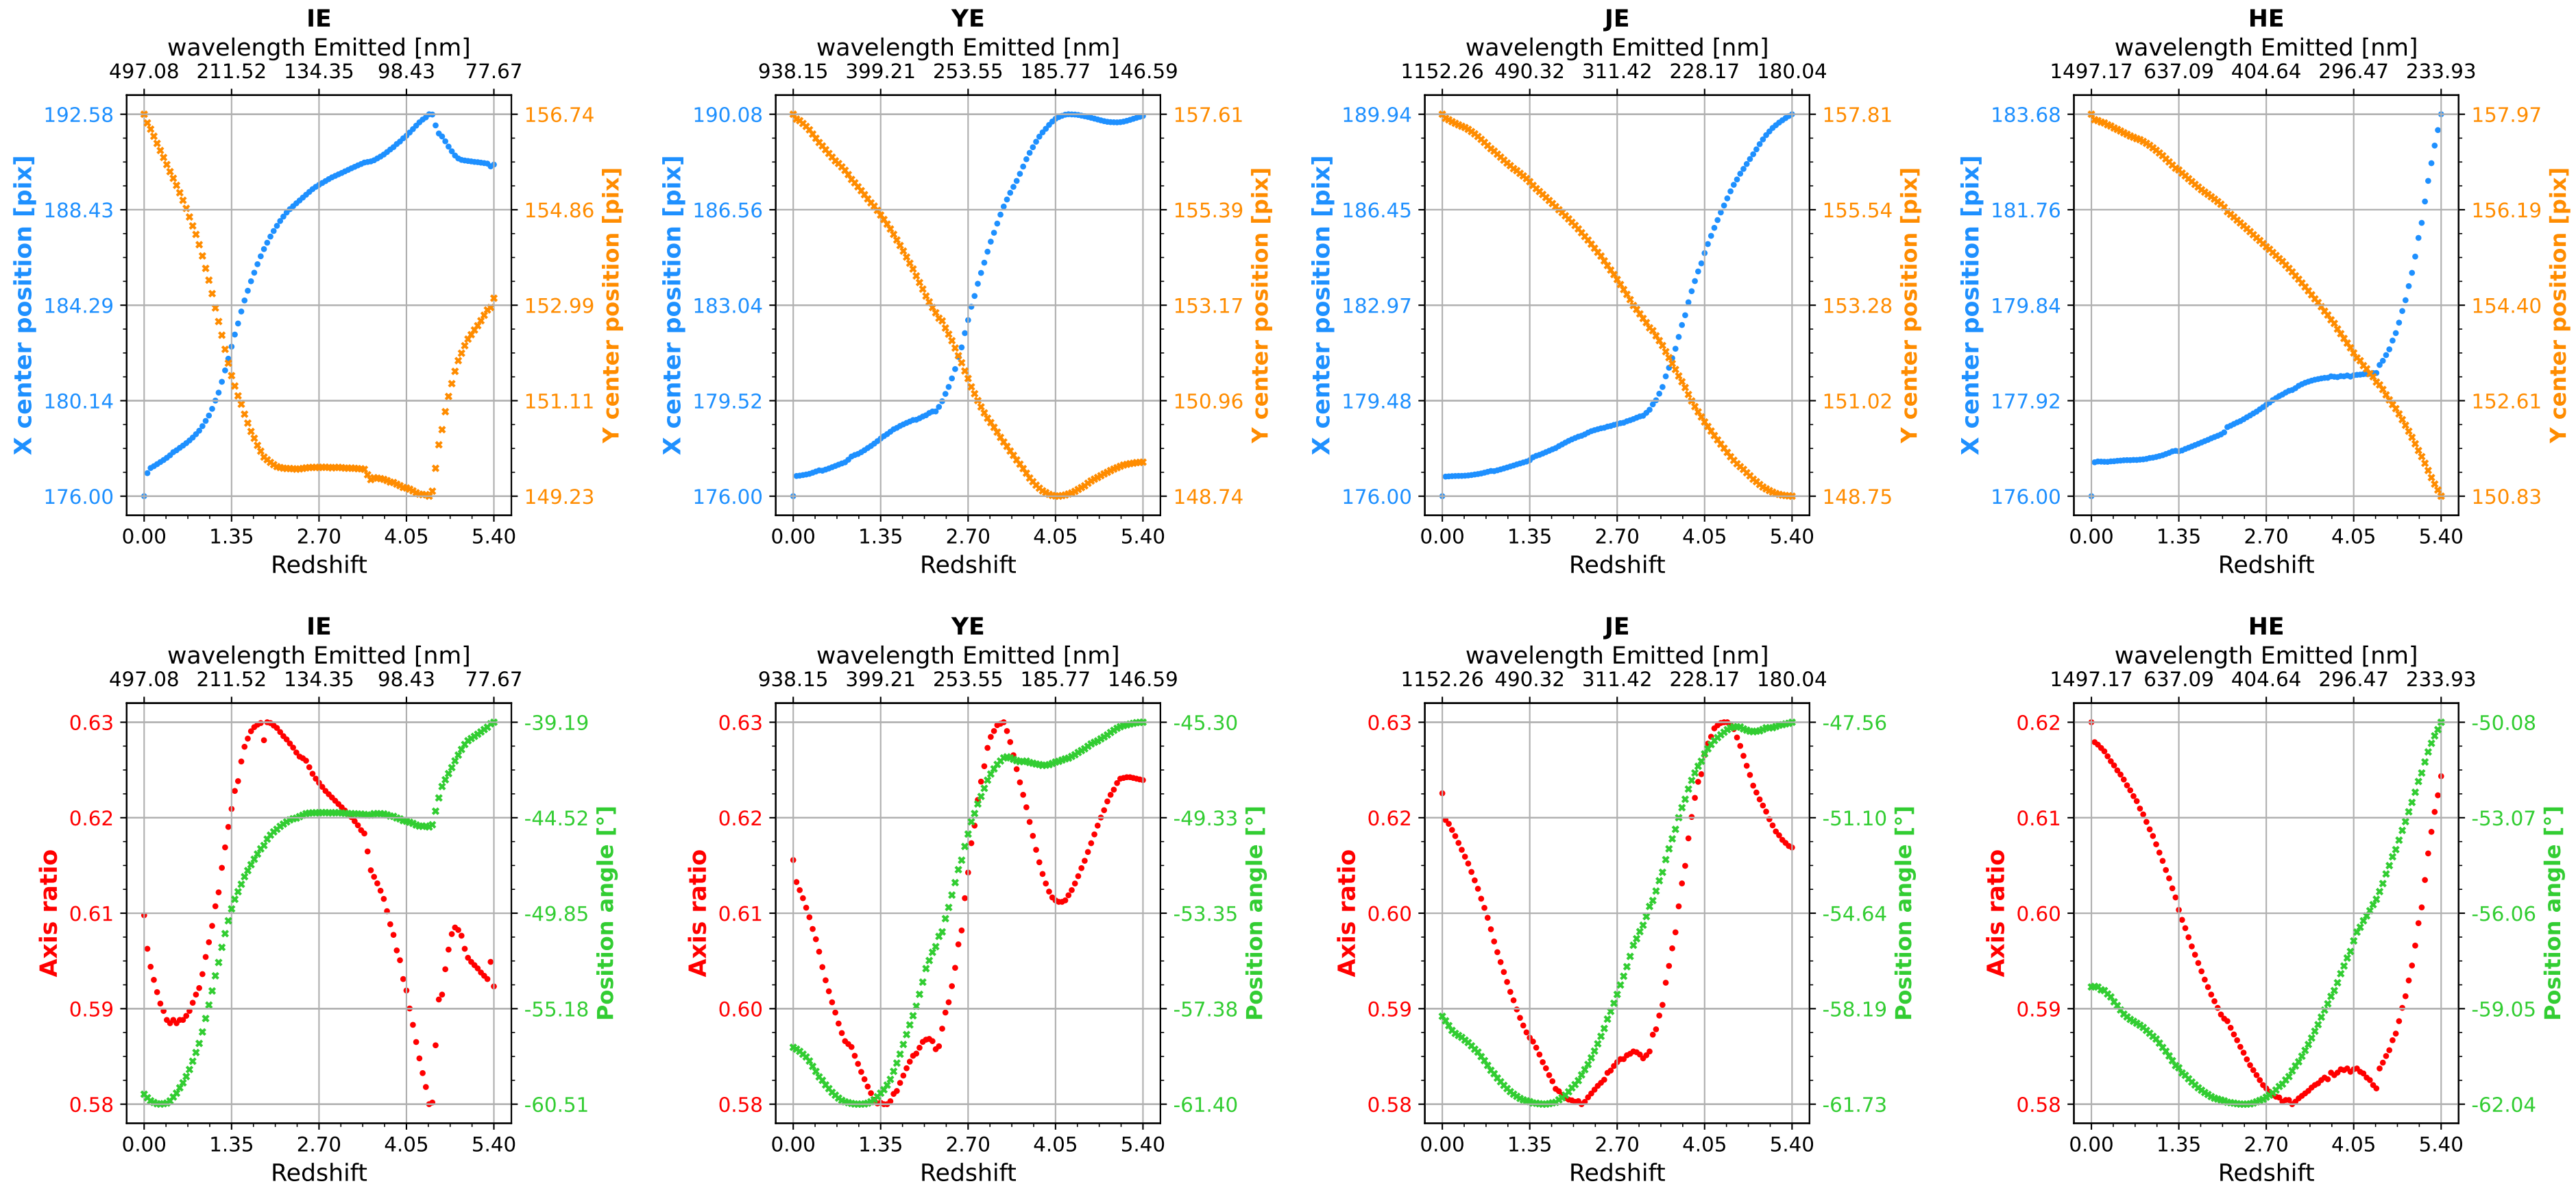 IE YE JE HE
wavelength Emitted [nm] wavelength Emitted [nm] wavelength Emitted [nm] wavelength Emitted [nm]
497.08 211.52 134.35 98.43 77.67 938.15 399.21 253.55 185.77 146.59 1152.26 490.32 311.42 228.17 180.04 1497.17 637.09 404.64 296.47 233.93
192.58 156.74 190.08 157.61 189.94 157.81 183.68 157.97
188.43 154.86 186.56 155.39 186.45 155.54 181.76 156.19
184.29 152.99 183.04 153.17 182.97 153.28 179.84 154.40
180.14 151.11 179.52 150.96 179.48 151.02 177.92 152.61
176.00 149.23 176.00 148.74 176.00 148.75 176.00 150.83
X center position [pix] Y center position [pix] X center position [pix] Y center position [pix] X center position [pix] Y center position [pix] X center position [pix] Y center position [pix]
0.00 1.35 2.70 4.05 5.40 0.00 1.35 2.70 4.05 5.40 0.00 1.35 2.70 4.05 5.40 0.00 1.35 2.70 4.05 5.40
Redshift Redshift Redshift Redshift
IE YE JE HE
wavelength Emitted [nm] wavelength Emitted [nm] wavelength Emitted [nm] wavelength Emitted [nm]
497.08 211.52 134.35 98.43 77.67 938.15 399.21 253.55 185.77 146.59 1152.26 490.32 311.42 228.17 180.04 1497.17 637.09 404.64 296.47 233.93
0.63 -39.19 0.63 -45.30 0.63 -47.56 0.62 -50.08
0.62 -44.52 0.62 -49.33 0.62 -51.10 0.61 -53.07
0.61 -49.85 0.61 -53.35 0.60 -54.64 0.60 -56.06
0.59 -55.18 0.60 -57.38 0.59 -58.19 0.59 -59.05
0.58 -60.51 0.58 -61.40 0.58 -61.73 0.58 -62.04
Axis ratio Position angle [°] Axis ratio Position angle [°] Axis ratio Position angle [°] Axis ratio Position angle [°]
0.00 1.35 2.70 4.05 5.40 0.00 1.35 2.70 4.05 5.40 0.00 1.35 2.70 4.05 5.40 0.00 1.35 2.70 4.05 5.40
Redshift Redshift Redshift Redshift